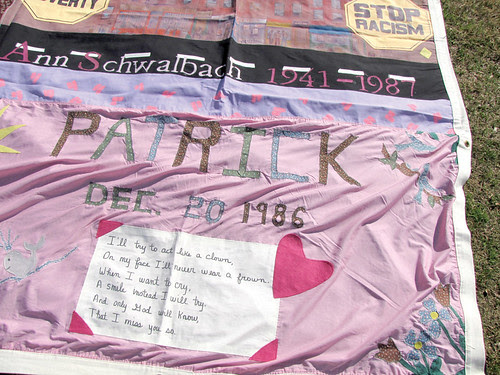 POVERTY
STOP
RACISM
Ann Schwalbach 1941-1987
PATRICK
DEC. 20 1986
I'll try to act like a clown,
On my face I'll never wear a frown.
When I want to cry,
A smile instead I will try.
And only God will know,
That I miss you so.